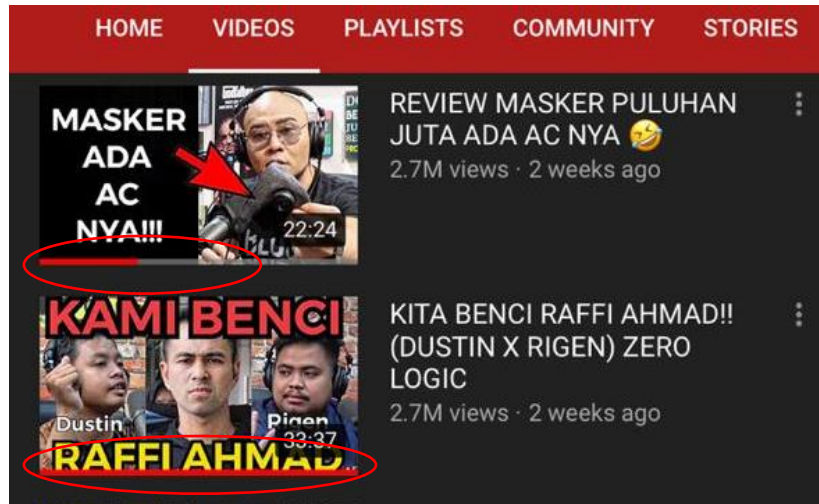 HOME VIDEOS PLAYLISTS COMMUNITY STORIES
MASKER
ADA
AC
NYA!!!
22:24
REVIEW MASKER PULUHAN
JUTA ADA AC NYA 🤣
2.7M views · 2 weeks ago
KAMI BENCI
Dustin
Rigen
33:37
RAFFI AHMAD
KITA BENCI RAFFI AHMAD!!
(DUSTIN X RIGEN) ZERO
LOGIC
2.7M views · 2 weeks ago